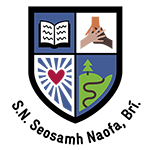 S.N. Seosamh Naofa, Brí.